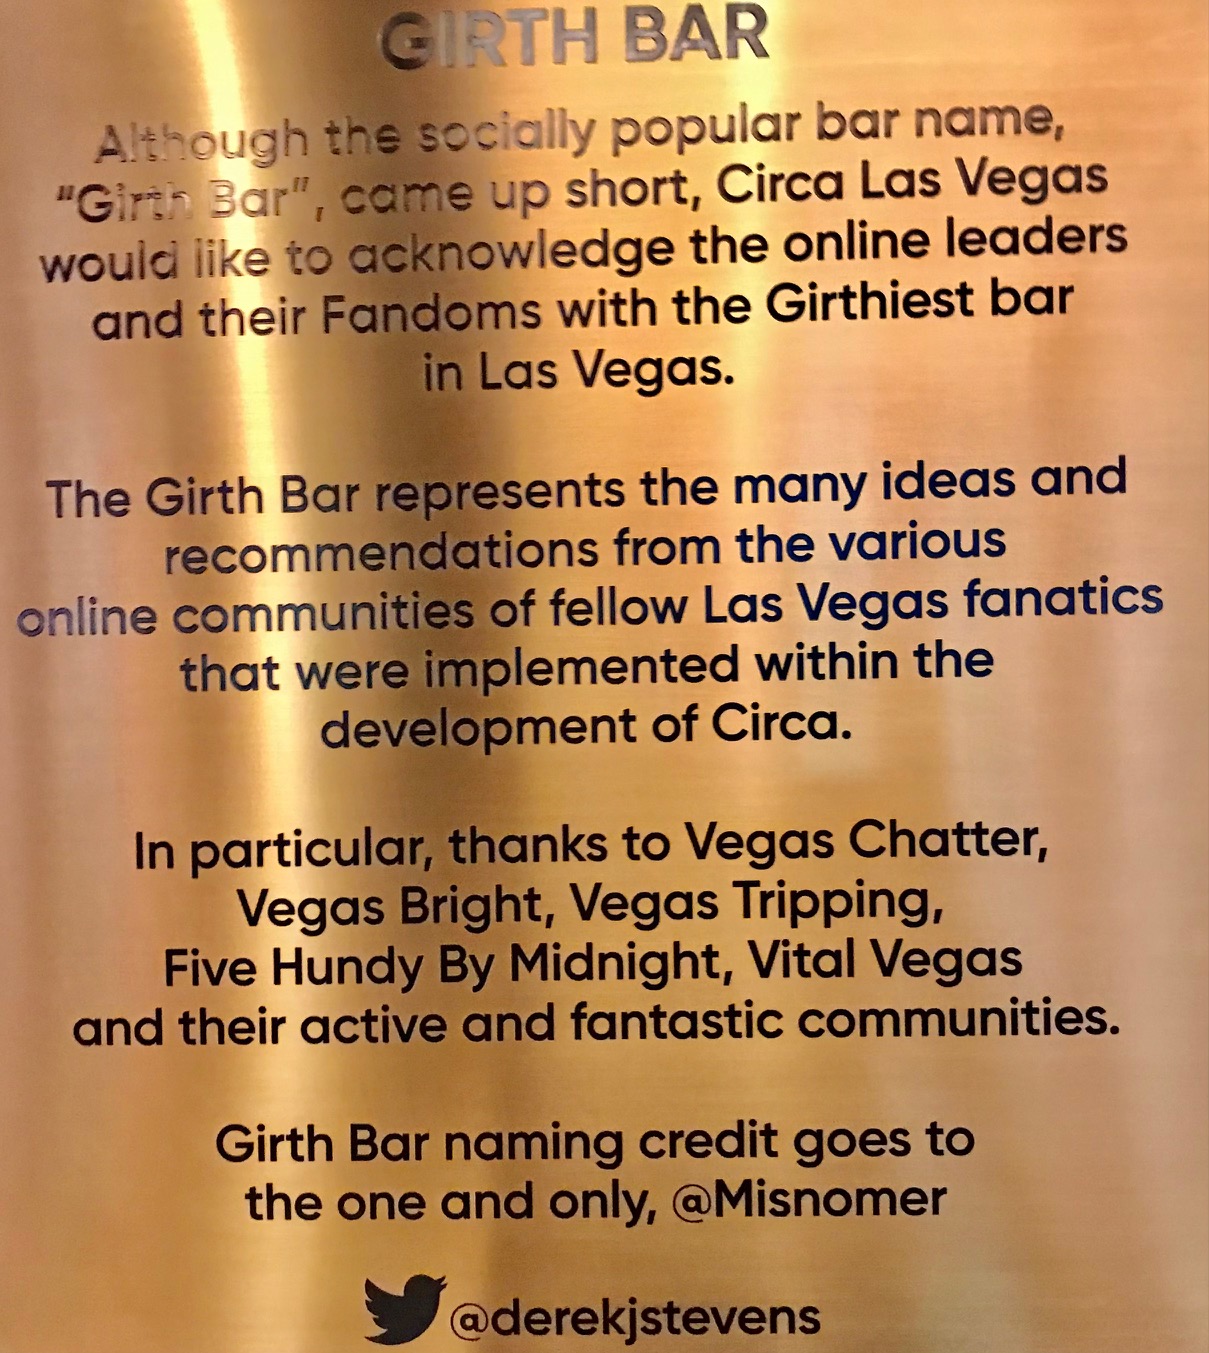 GIRTH BAR
Although the socially popular bar name,
“Girth Bar”, came up short, Circa Las Vegas
would like to acknowledge the online leaders
and their Fandoms with the Girthiest bar
in Las Vegas.
The Girth Bar represents the many ideas and
recommendations from the various
online communities of fellow Las Vegas fanatics
that were implemented within the
development of Circa.
In particular, thanks to Vegas Chatter,
Vegas Bright, Vegas Tripping,
Five Hundy By Midnight, Vital Vegas
and their active and fantastic communities.
Girth Bar naming credit goes to
the one and only, @Misnomer
@derekjstevens